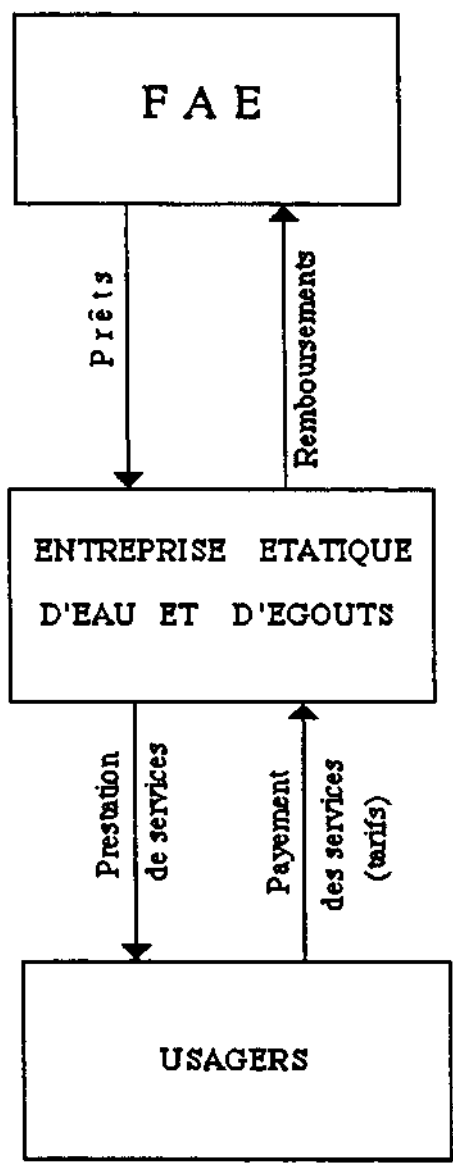 F A E
Prêts
Remboursements
ENTREPRISE ETATIQUE
D'EAU ET D'EGOUTS
Prestation
de services
Payement
des services
(tarifs)
USAGERS